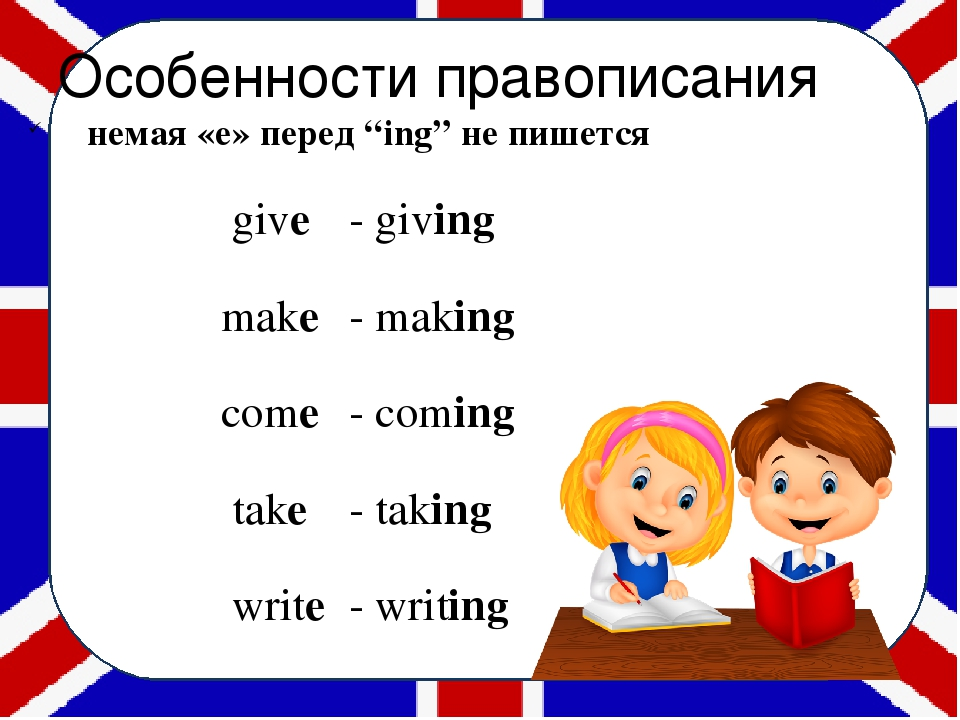 Особенности правописания
✓ немая «е» перед “ing” не пишется
give - giving
make - making
come - coming
take - taking
write - writing